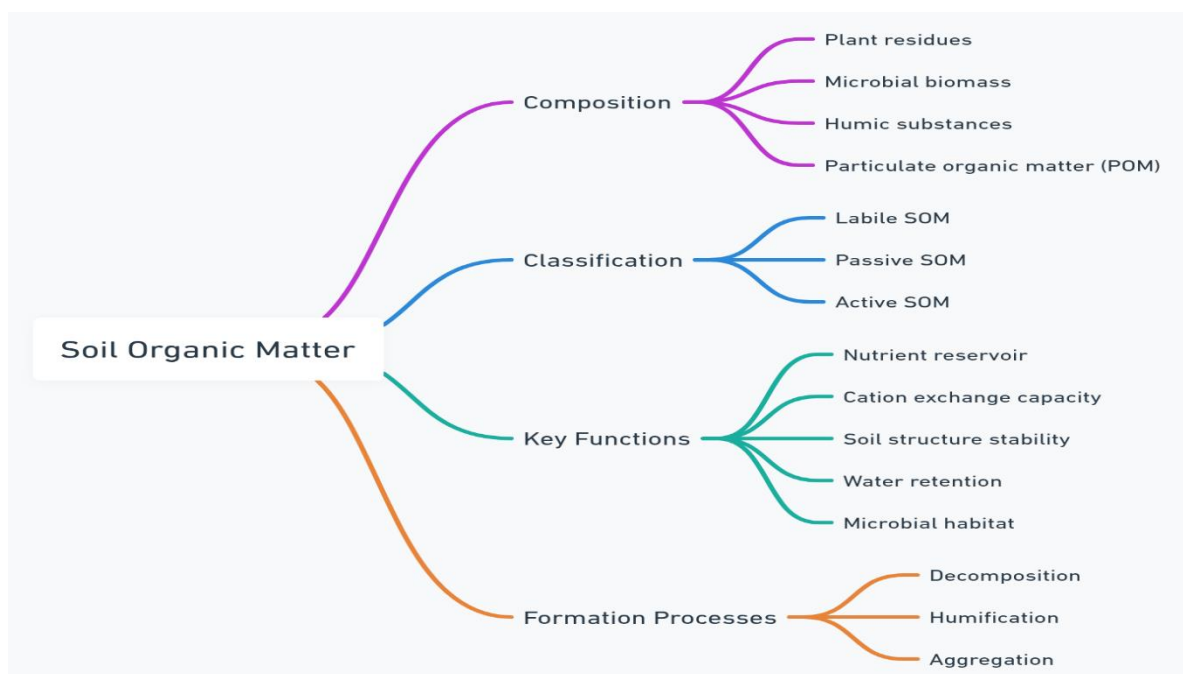 Soil Organic Matter
Composition
Plant residues
Microbial biomass
Humic substances
Particulate organic matter (POM)
Classification
Labile SOM
Passive SOM
Active SOM
Key Functions
Nutrient reservoir
Cation exchange capacity
Soil structure stability
Water retention
Microbial habitat
Formation Processes
Decomposition
Humification
Aggregation